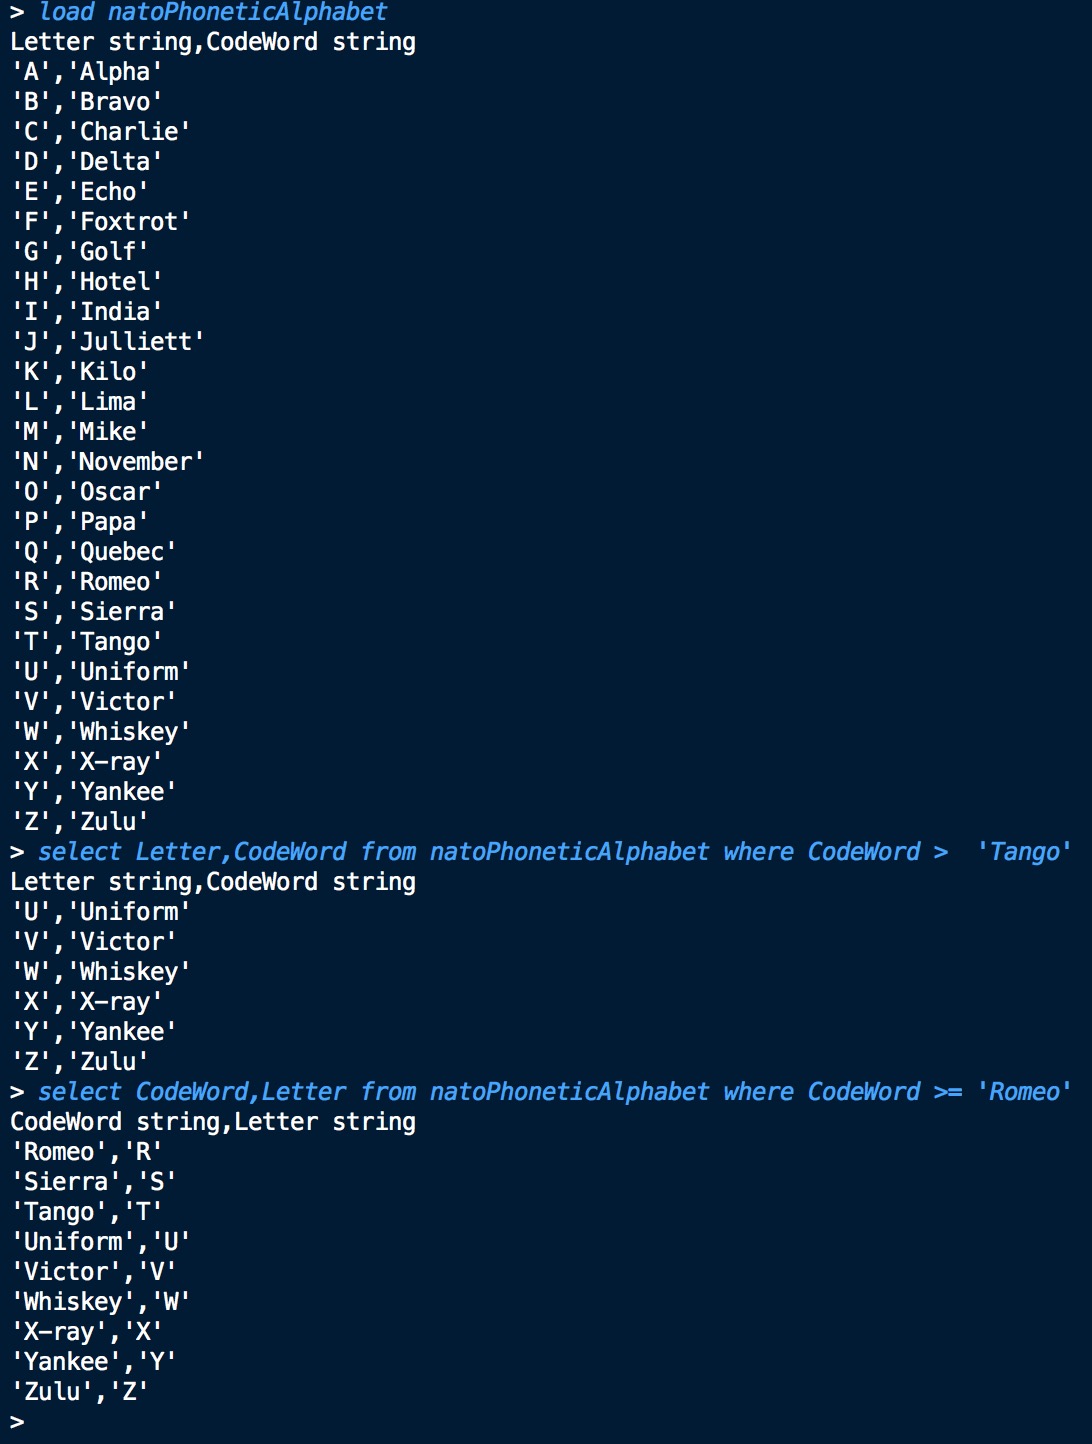 > load natoPhoneticAlphabet
Letter string,CodeWord string
'A','Alpha'
'B','Bravo'
'C','Charlie'
'D','Delta'
'E','Echo'
'F','Foxtrot'
'G','Golf'
'H','Hotel'
'I','India'
'J','Julliett'
'K','Kilo'
'L','Lima'
'M','Mike'
'N','November'
'O','Oscar'
'P','Papa'
'Q','Quebec'
'R','Romeo'
'S','Sierra'
'T','Tango'
'U','Uniform'
'V','Victor'
'W','Whiskey'
'X','X-ray'
'Y','Yankee'
'Z','Zulu'
> select Letter,CodeWord from natoPhoneticAlphabet where CodeWord >  'Tango'
Letter string,CodeWord string
'U','Uniform'
'V','Victor'
'W','Whiskey'
'X','X-ray'
'Y','Yankee'
'Z','Zulu'
> select CodeWord,Letter from natoPhoneticAlphabet where CodeWord >= 'Romeo'
CodeWord string,Letter string
'Romeo','R'
'Sierra','S'
'Tango','T'
'Uniform','U'
'Victor','V'
'Whiskey','W'
'X-ray','X'
'Yankee','Y'
'Zulu','Z'
>